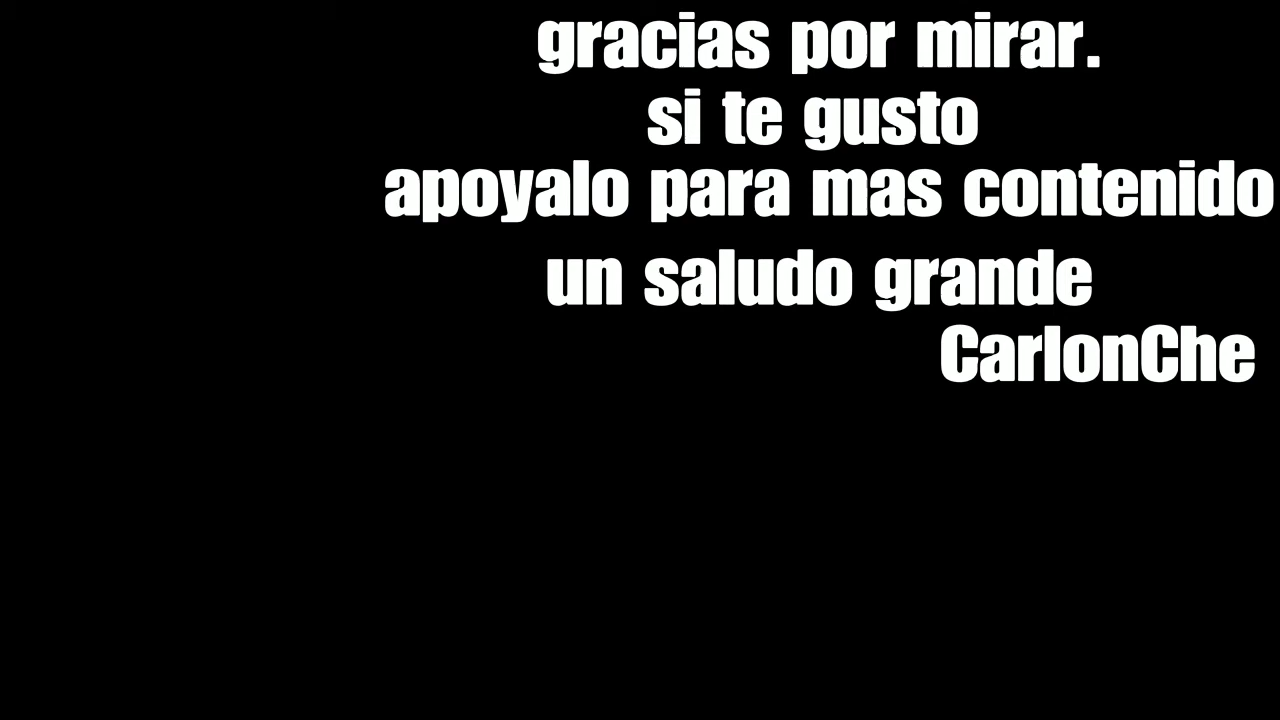 gracias por mirar.
si te gusto
apoyalo para mas contenido
un saludo grande
CarlonChe